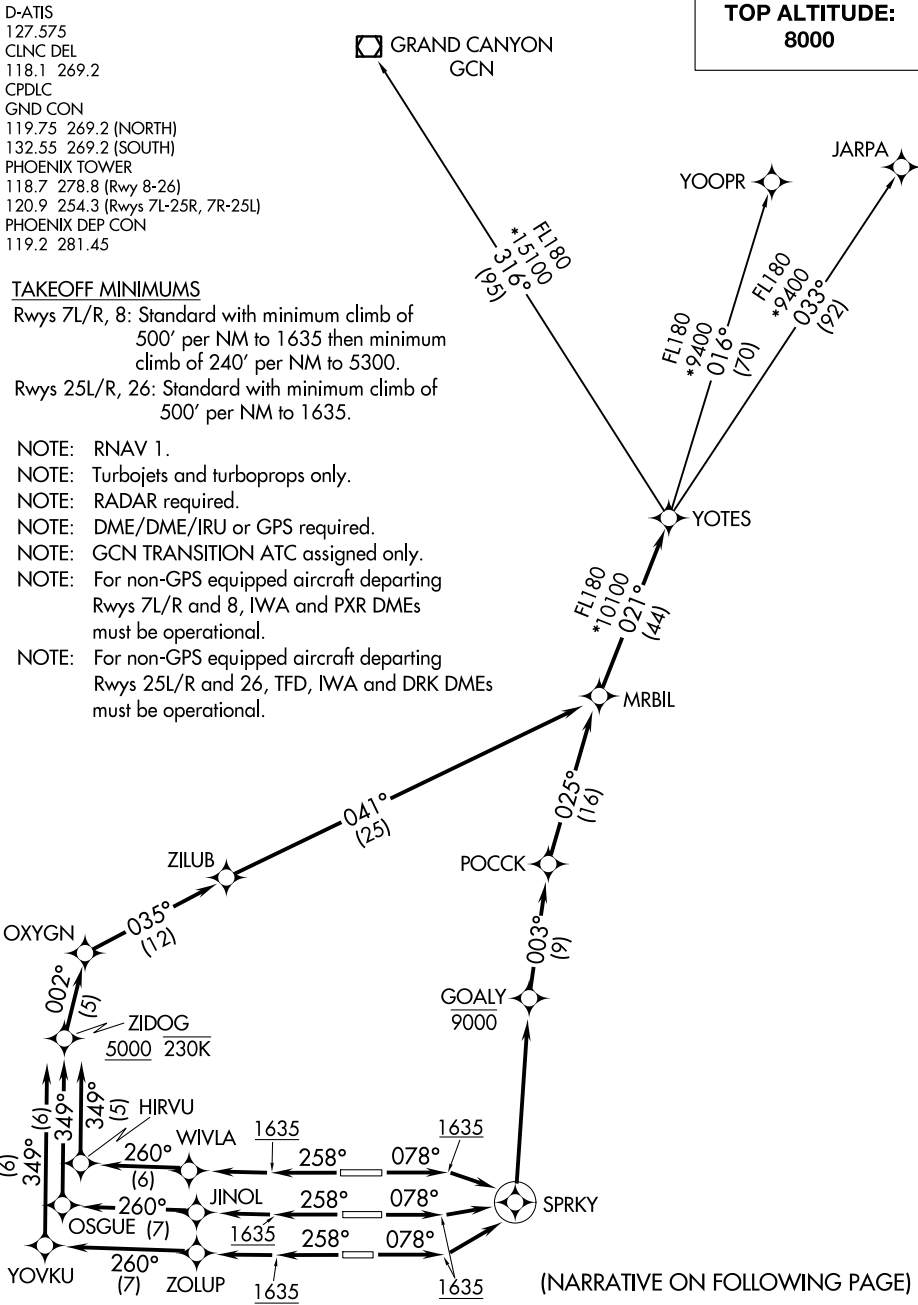 D-ATIS
127.575
CLNC DEL
118.1 269.2
CPDLC
GND CON
119.75 269.2 (NORTH)
132.55 269.2 (SOUTH)
PHOENIX TOWER
118.7 278.8 (Rwy 8-26)
120.9 254.3 (Rwys 7L-25R, 7R-25L)
PHOENIX DEP CON
119.2 281.45
TOP ALTITUDE:
8000
GRAND CANYON
GCN
YOOPR
JARPA
FL180
*15100
316°
(95)
FL180
*9400
016°
(70)
FL180
*9400
033°
(92)
TAKEOFF MINIMUMS
Rwys 7L/R, 8: Standard with minimum climb of
500' per NM to 1635 then minimum
climb of 240' per NM to 5300.
Rwys 25L/R, 26: Standard with minimum climb of
500' per NM to 1635.
NOTE: RNAV 1.
NOTE: Turbojets and turboprops only.
NOTE: RADAR required.
NOTE: DME/DME/IRU or GPS required.
NOTE: GCN TRANSITION ATC assigned only.
NOTE: For non-GPS equipped aircraft departing
Rwys 7L/R and 8, IWA and PXR DMEs
must be operational.
NOTE: For non-GPS equipped aircraft departing
Rwys 25L/R and 26, TFD, IWA and DRK DMEs
must be operational.
YOTES
FL180
*10100
021°
(44)
MRBIL
041°
(25)
025°
(16)
ZILUB
POCCK
035°
(12)
OXYGN
003°
(9)
002°
(5)
GOALY
9000
ZIDOG
5000 230K
349°
(6)
349°
(6)
349°
(5)
HIRVU
WIVLA
260°
(6)
1635
258°
078°
1635
JINOL
OSGUE
260°
(7)
1635
258°
078°
SPRKY
YOVKU
260°
(7)
ZOLUP
1635
258°
078°
1635
(NARRATIVE ON FOLLOWING PAGE)